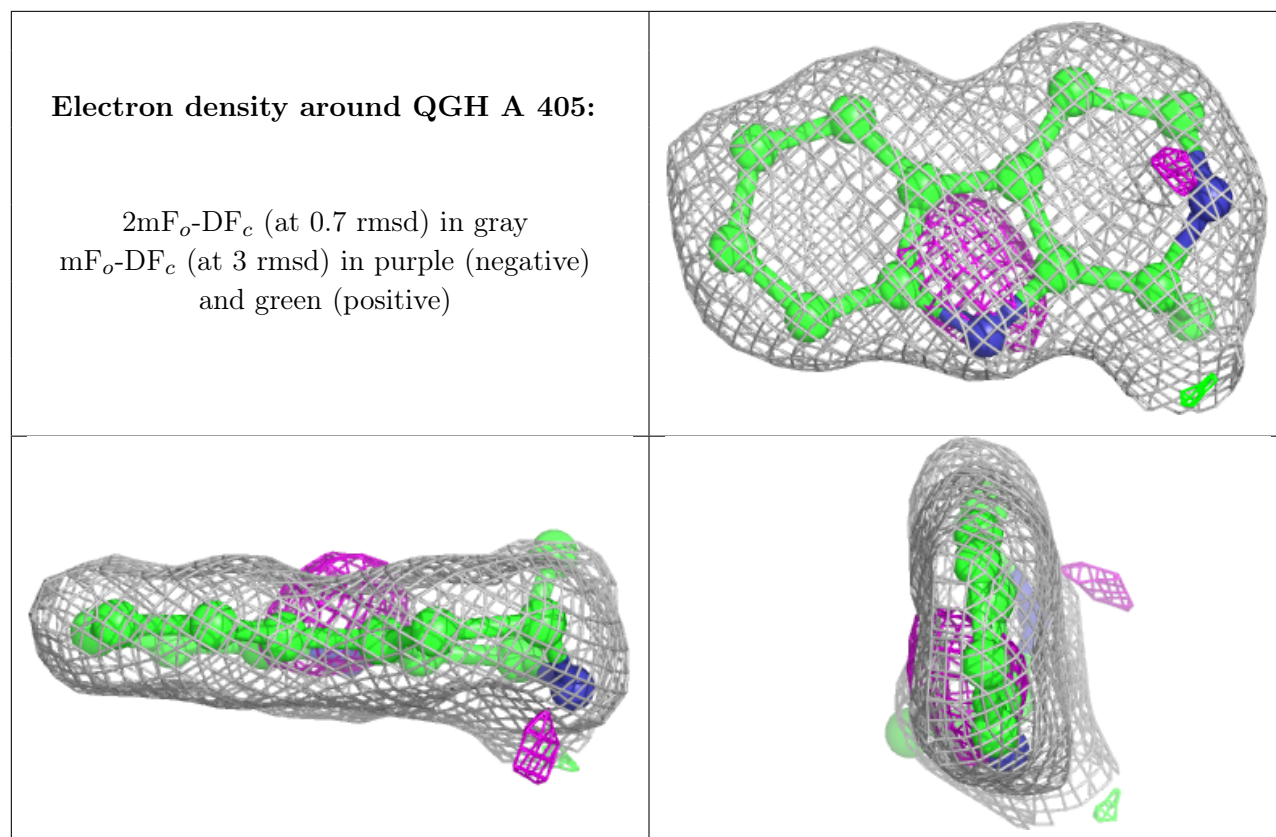 Electron density around QGH A 405:
2mFo-DFc (at 0.7 rmsd) in gray
mFo-DFc (at 3 rmsd) in purple (negative)
and green (positive)